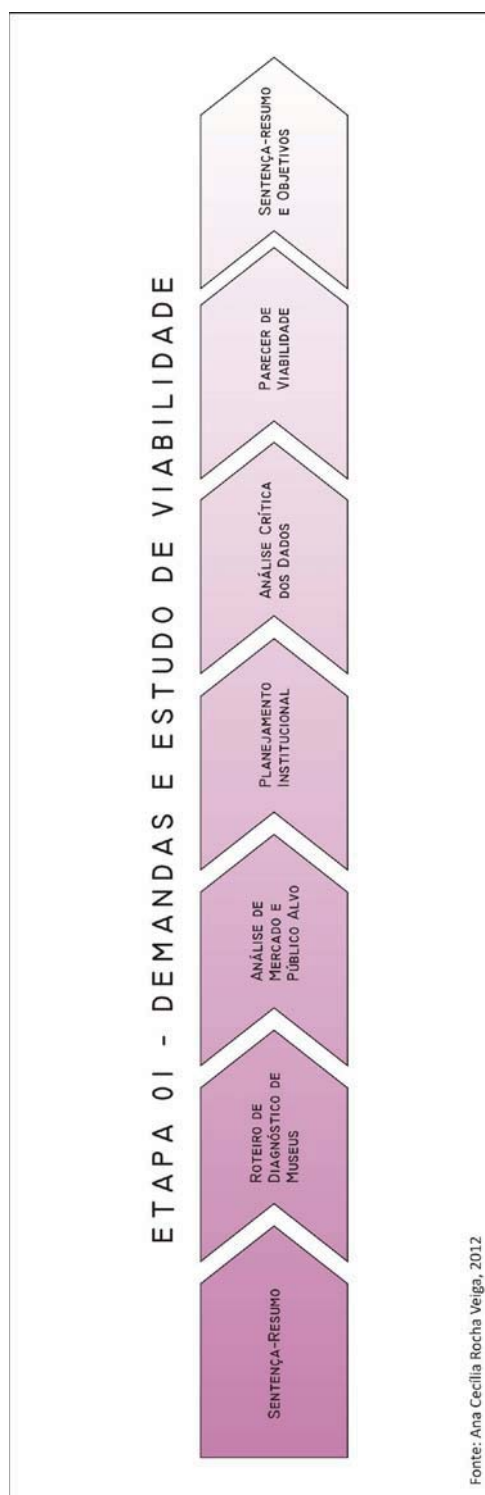 ETAPA 01 - DEMANDAS E ESTUDO DE VIABILIDADE
SENTENÇA-RESUMO
ROTEIRO DE
DIAGNÓSTICO DE
MUSEUS
ANÁLISE DE
MERCADO E
PÚBLICO ALVO
PLANEJAMENTO
INSTITUCIONAL
ANÁLISE CRÍTICA
DOS DADOS
PARECER DE
VIABILIDADE
SENTENÇA-RESUMO
E OBJETIVOS
Fonte: Ana Cecília Rocha Veiga, 2012